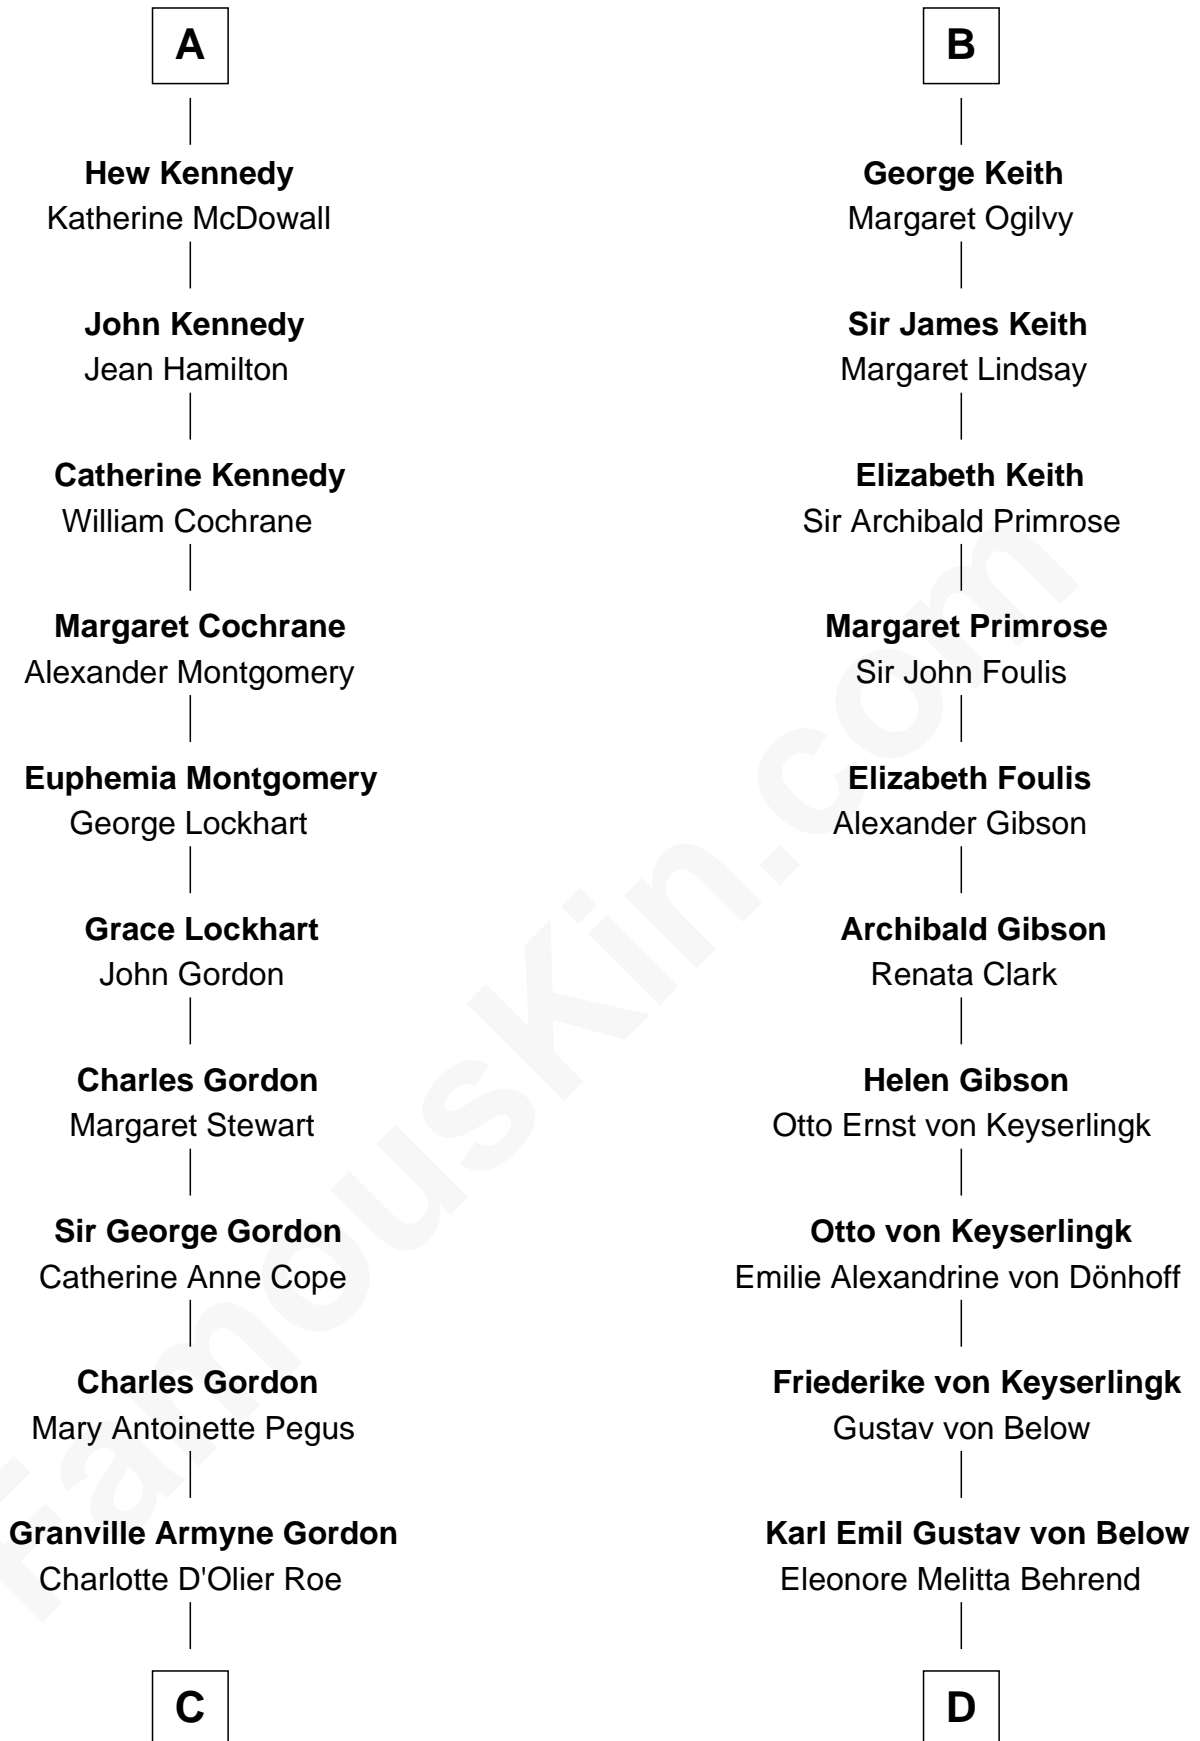 A
Hew Kennedy
Katherine McDowall
John Kennedy
Jean Hamilton
Catherine Kennedy
William Cochrane
Margaret Cochrane
Alexander Montgomery
Euphemia Montgomery
George Lockhart
Grace Lockhart
John Gordon
Charles Gordon
Margaret Stewart
Sir George Gordon
Catherine Anne Cope
Charles Gordon
Mary Antoinette Pegus
Granville Armyne Gordon
Charlotte D'Olier Roe
C
B
George Keith
Margaret Ogilvy
Sir James Keith
Margaret Lindsay
Elizabeth Keith
Sir Archibald Primrose
Margaret Primrose
Sir John Foulis
Elizabeth Foulis
Alexander Gibson
Archibald Gibson
Renata Clark
Helen Gibson
Otto Ernst von Keyserlingk
Otto von Keyserlingk
Emilie Alexandrine von Dönhoff
Friederike von Keyserlingk
Gustav von Below
Karl Emil Gustav von Below
Eleonore Melitta Behrend
D
FamousKin.com